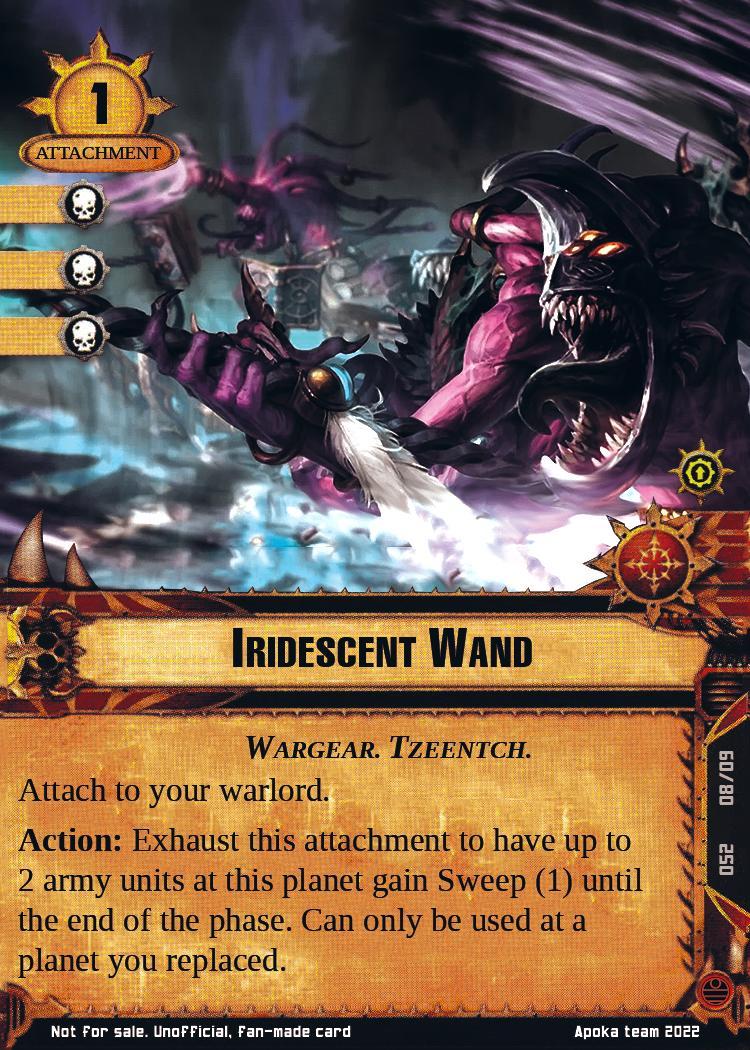 1
ATTACHMENT
IRIDESCENT WAND
WARGEAR. TZEENTCH.
Attach to your warlord.
Action: Exhaust this attachment to have up to
2 army units at this planet gain Sweep (1) until
the end of the phase. Can only be used at a
planet you replaced.
08/09
052
Not for sale. Unofficial, fan-made card
Apoka team 2022